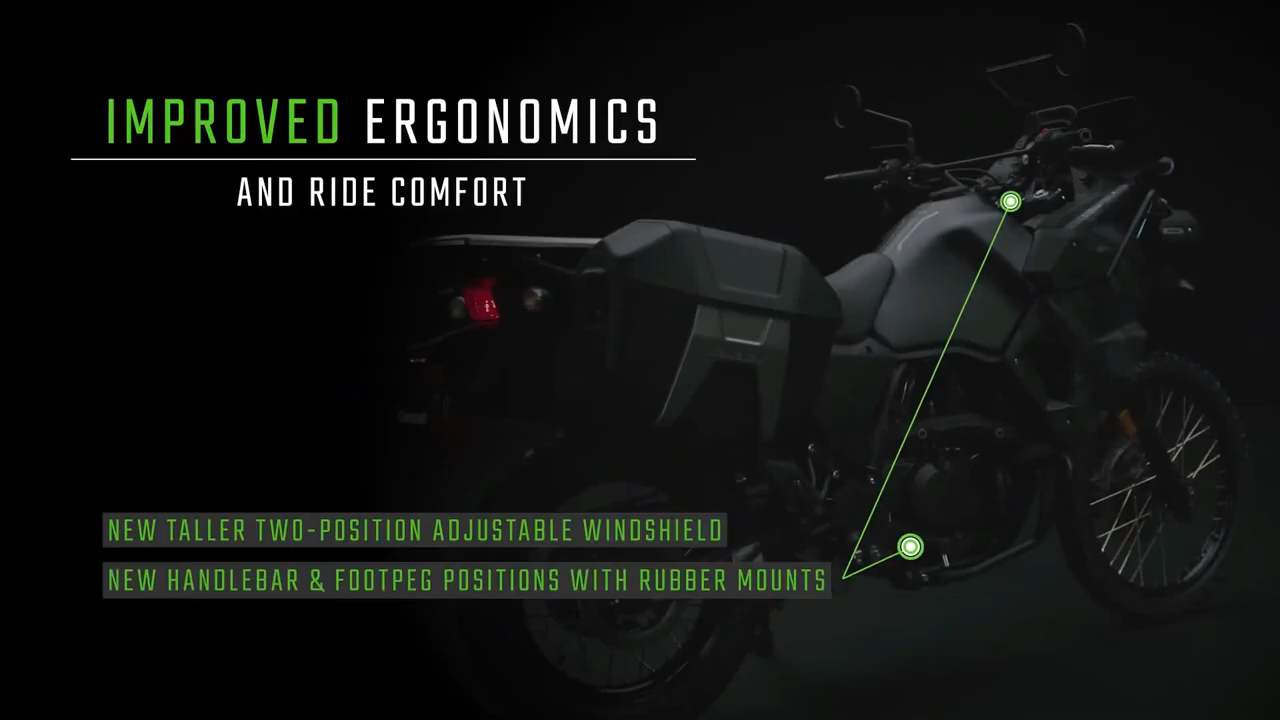 IMPROVED ERGONOMICS
AND RIDE COMFORT
NEW TALLER TWO-POSITION ADJUSTABLE WINDSHIELD
NEW HANDLEBAR & FOOTPEG POSITIONS WITH RUBBER MOUNTS